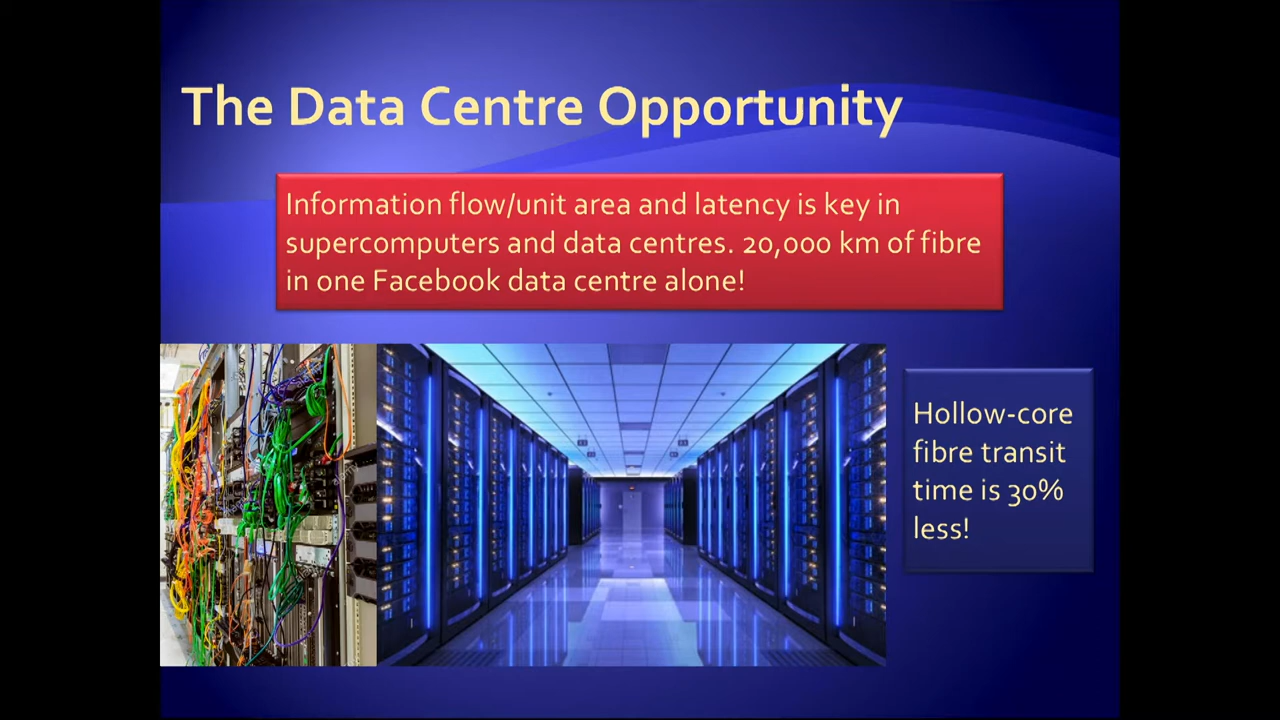 The Data Centre Opportunity
Information flow/unit area and latency is key in
supercomputers and data centres. 20,000 km of fibre
in one Facebook data centre alone!
Hollow-core
fibre transit
time is 30%
less!